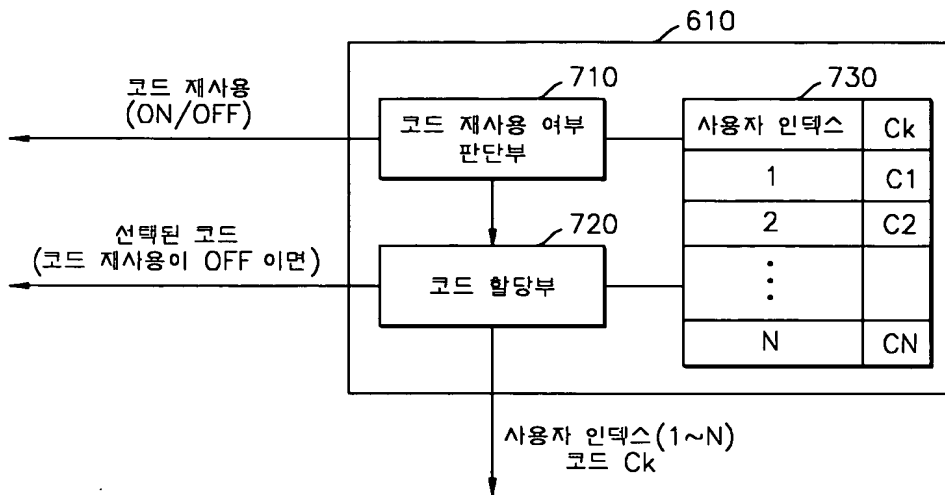 610
코드 재사용
(ON/OFF)
710
코드 재사용 여부
판단부
730
사용자 인덱스 Ck
1 C1
2 C2
⋮
N CN
선택된 코드
(코드 재사용이 OFF 이면)
720
코드 할당부
사용자 인덱스(1~N)
코드 Ck